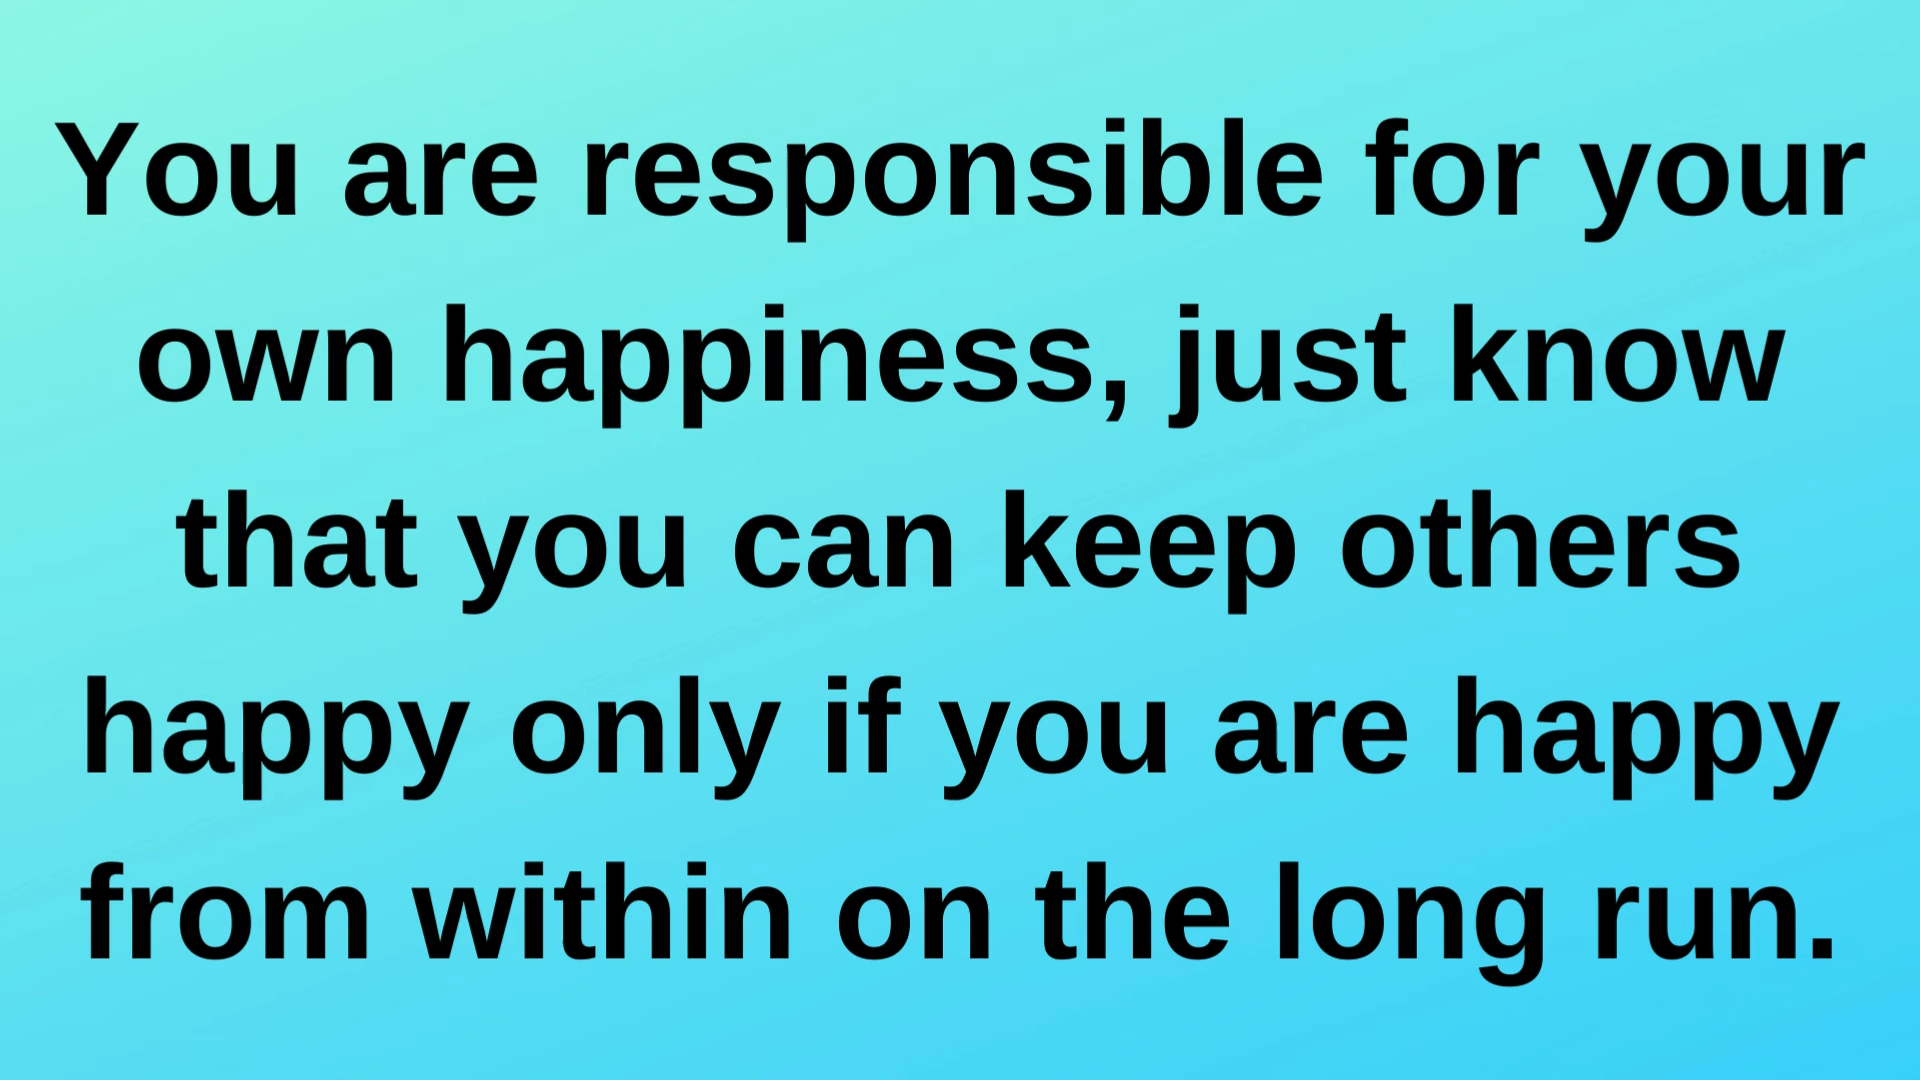 You are responsible for your
own happiness, just know
that you can keep others
happy only if you are happy
from within on the long run.